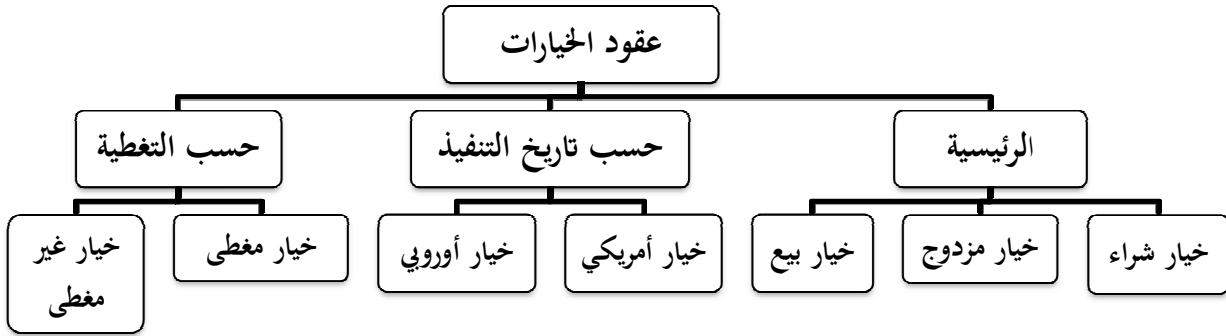 عقود الخيارات
الرئيسية
حسب تاريخ التنفيذ
حسب التغطية
خيار شراء
خيار مزدوج
خيار بيع
خيار أمريكي
خيار أوروبي
خيار مغطى
خيار غير
مغطى